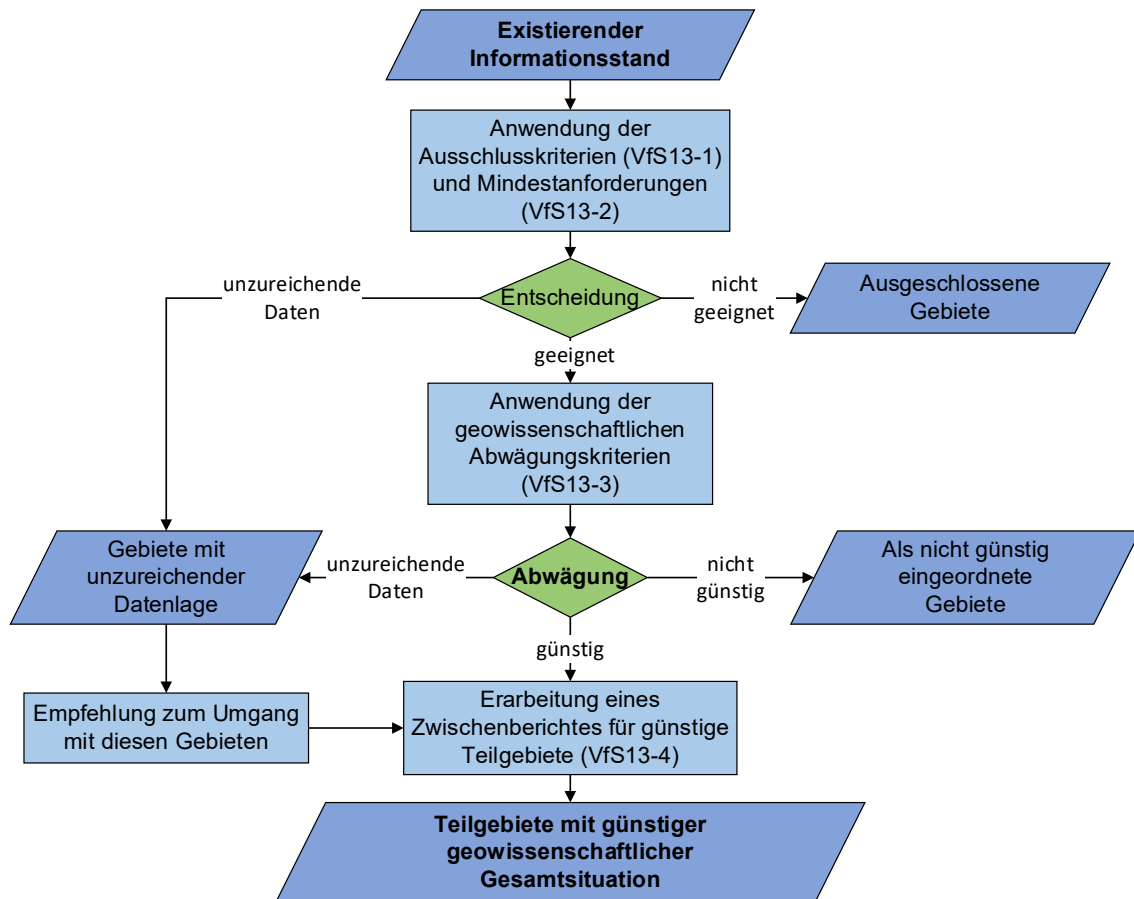 Existierender
Informationsstand
Anwendung der
Ausschlusskriterien (VfS13-1)
und Mindestanforderungen
(VfS13-2)
unzureichende
Daten
Entscheidung
nicht
geeignet
Ausgeschlossene
Gebiete
geeignet
Anwendung der
geowissenschaftlichen
Abwägungskriterien
(VfS13-3)
Gebiete mit
unzureichender
Datenlage
unzureichende
Daten
Abwägung
nicht
günstig
Als nicht günstig
eingeordnete
Gebiete
günstig
Empfehlung zum Umgang
mit diesen Gebieten
Erarbeitung eines
Zwischenberichtes für günstige
Teilgebiete (VfS13-4)
Teilgebiete mit günstiger
geowissenschaftlicher
Gesamtsituation